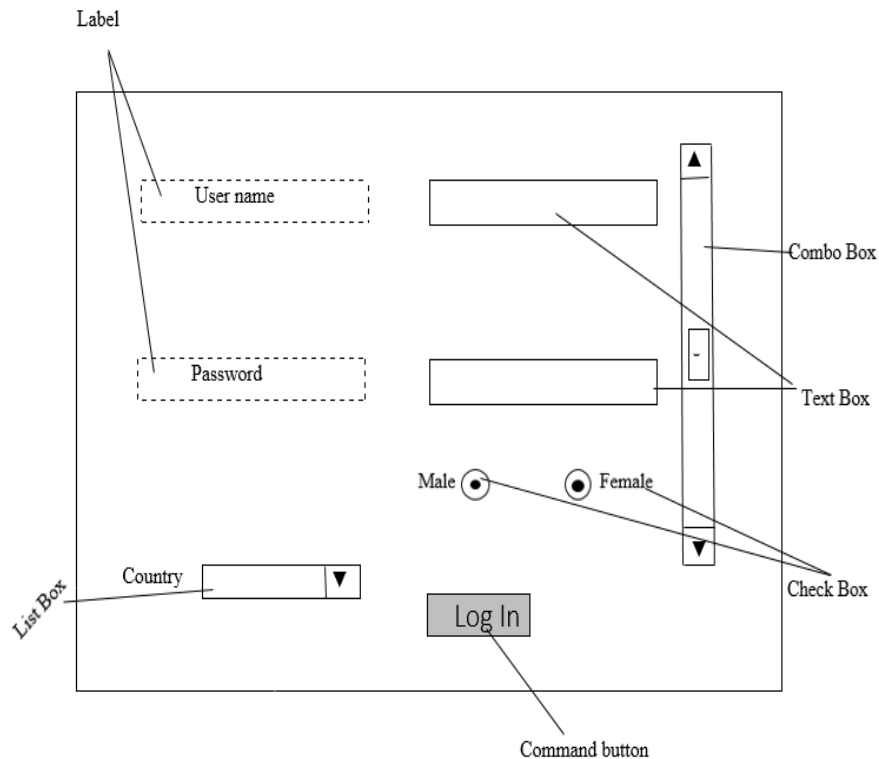 Label
User name
Combo Box
Password
Text Box
Male
Female
Country
List Box
Check Box
Log In
Command button